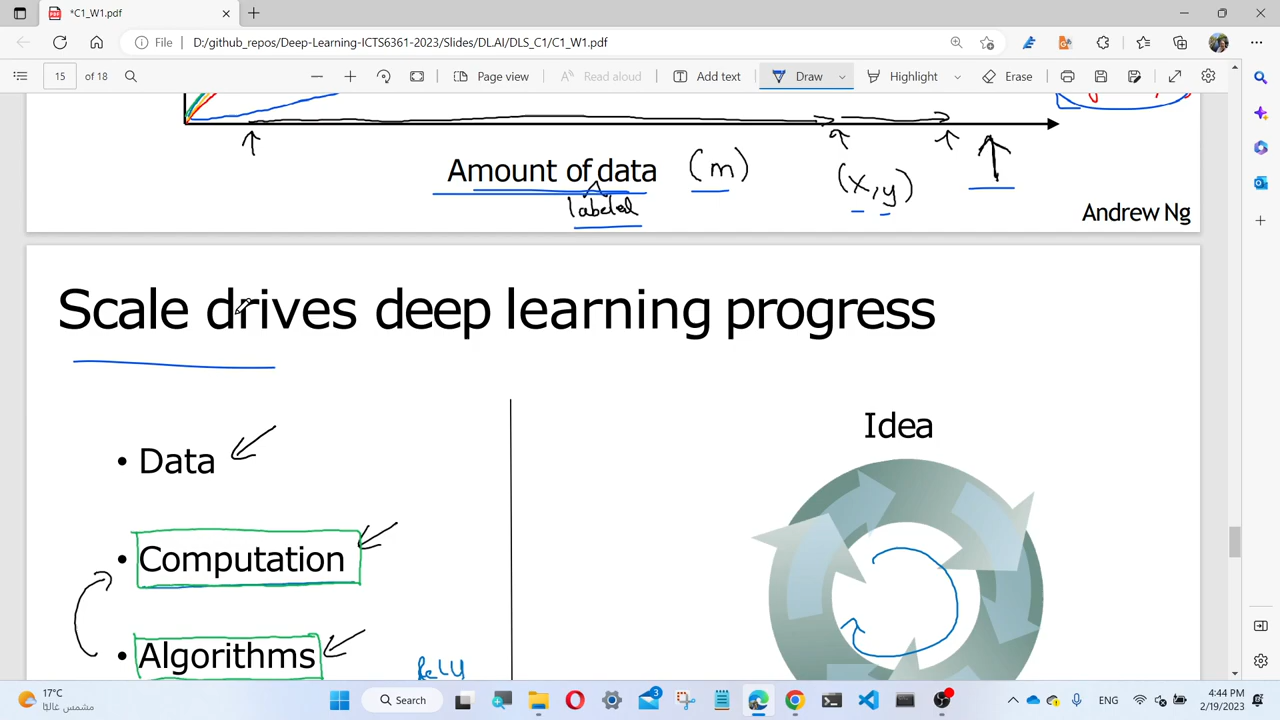 *C1_W1.pdf
File
D:/github_repos/Deep-Learning-ICTS6361-2023/Slides/DL.AI/DLS_C1/C1_W1.pdf
15 of 18
Page view
Read aloud
Add text
Draw
Highlight
Erase
Amount of data (m)
labeled
(x,y)
Andrew Ng
Scale drives deep learning progress
• Data
• Computation
• Algorithms
Idea
17°C
مشمس غالبًا
Search
3
ENG
4:44 PM
2/19/2023